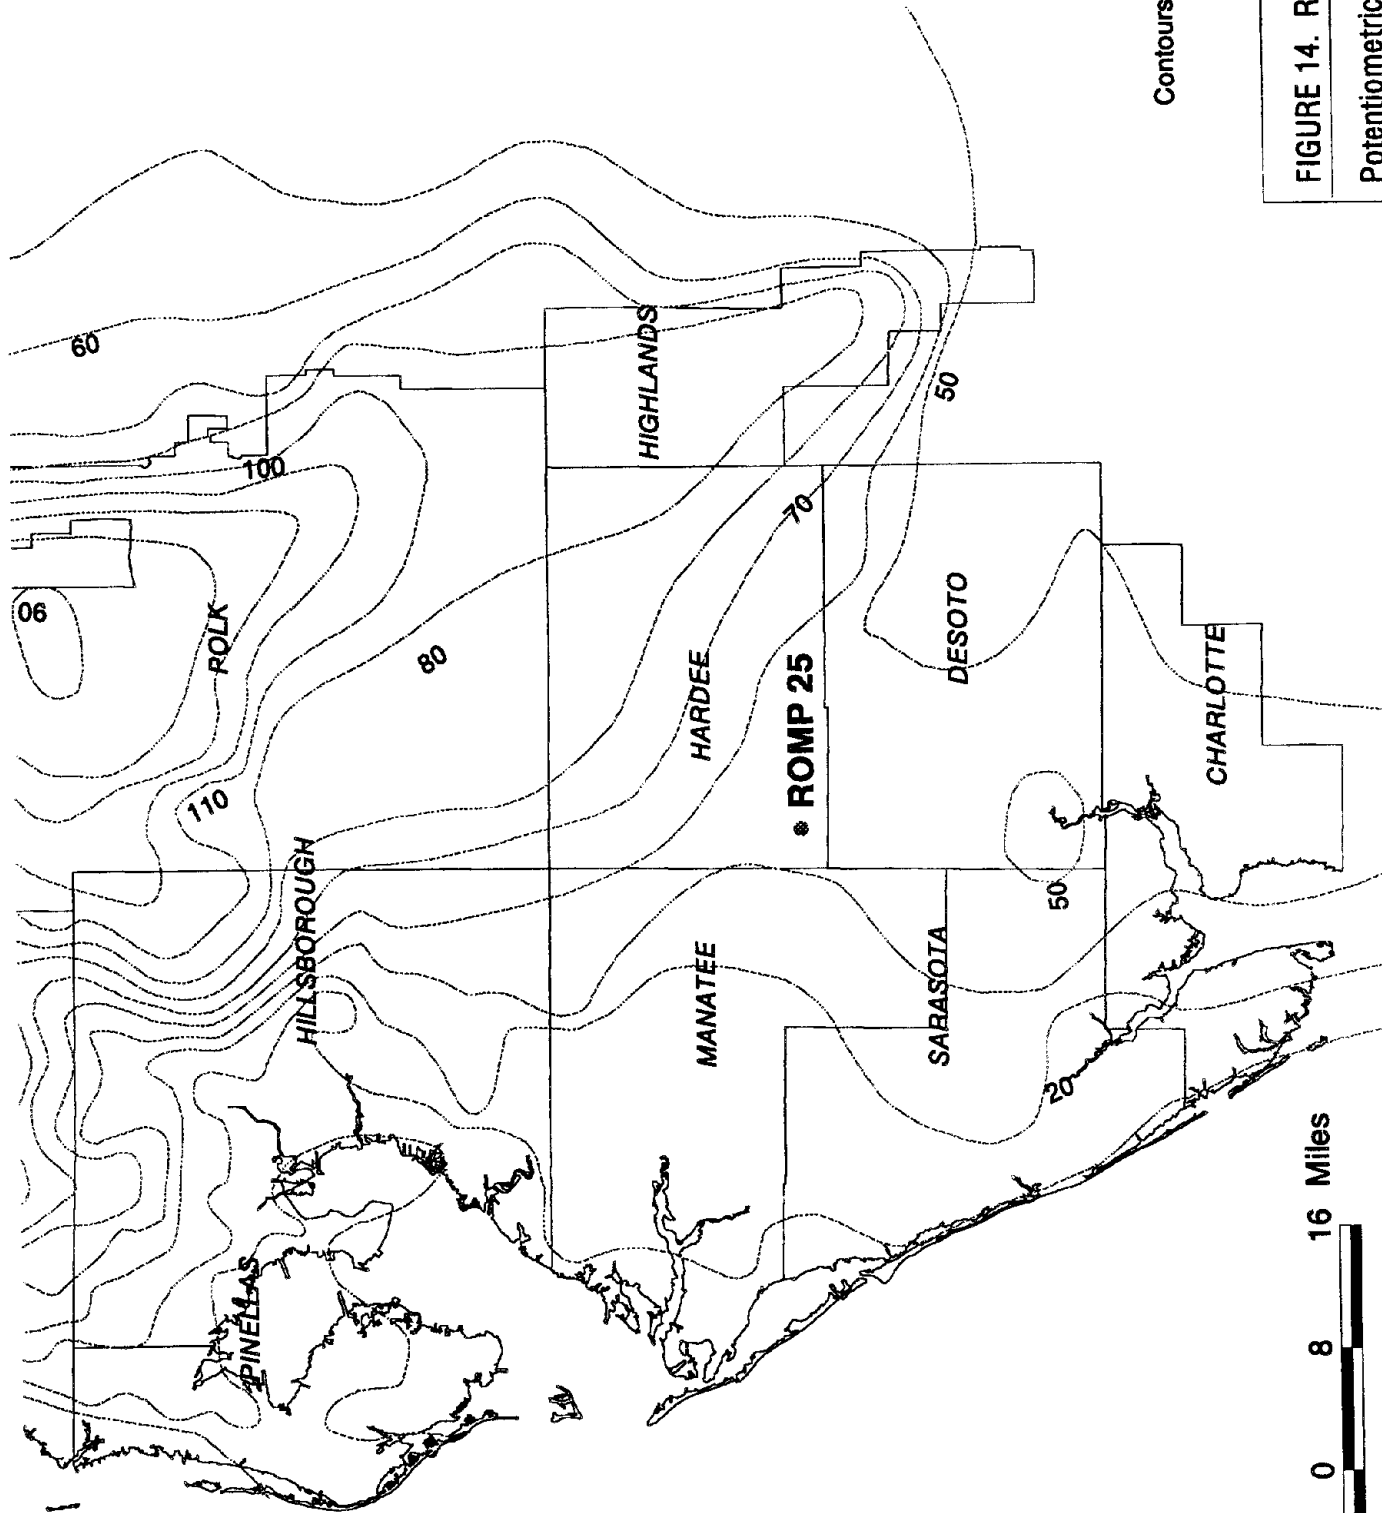 Contours
FIGURE 14. R
Potentiometric
60
100
06
POLK
80
110
HILLSBOROUGH
PINELLAS
HIGHLANDS
50
70
HARDEE
ROMP 25
DESOTO
CHARLOTTE
50
MANATEE
SARASOTA
20
0 8 16 Miles